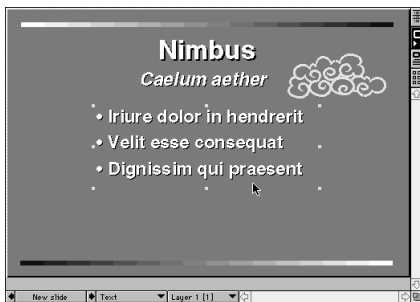 Nimbus
Caelum aether
• Iriure dolor in hendrerit
• Velit esse consequat
• Dignissim qui praesent
New slide Text Layer 1 [1]